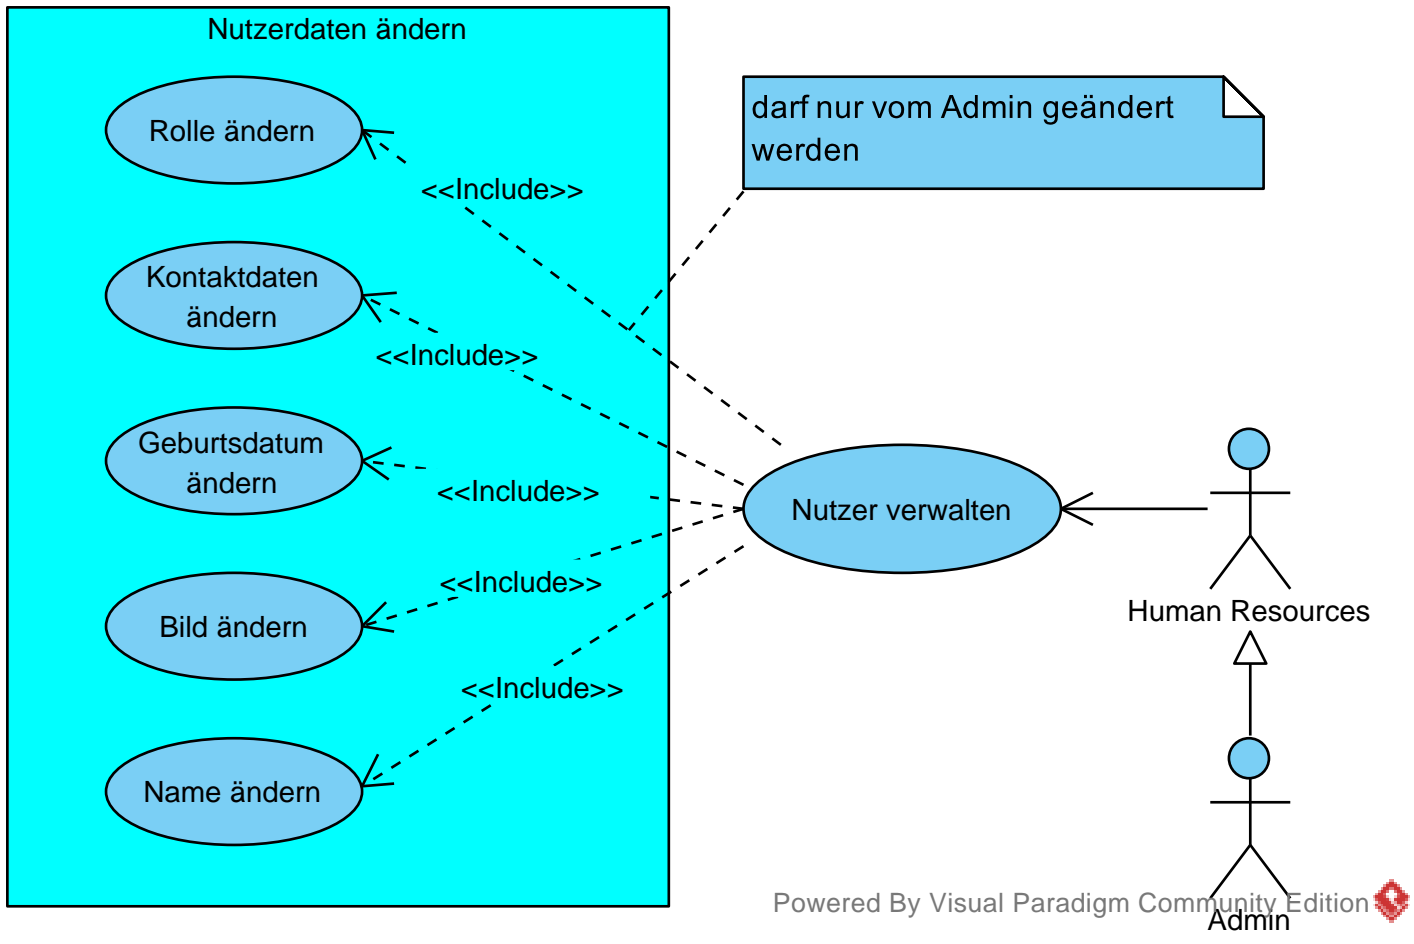 Nutzerdaten ändern
Rolle ändern
<<Include>>
darf nur vom Admin geändert
werden
Kontaktdaten
ändern
<<Include>>
Geburtsdatum
ändern
<<Include>>
Nutzer verwalten
Bild ändern
<<Include>>
Human Resources
Name ändern
<<Include>>
Powered By Visual Paradigm Community Edition
Admin